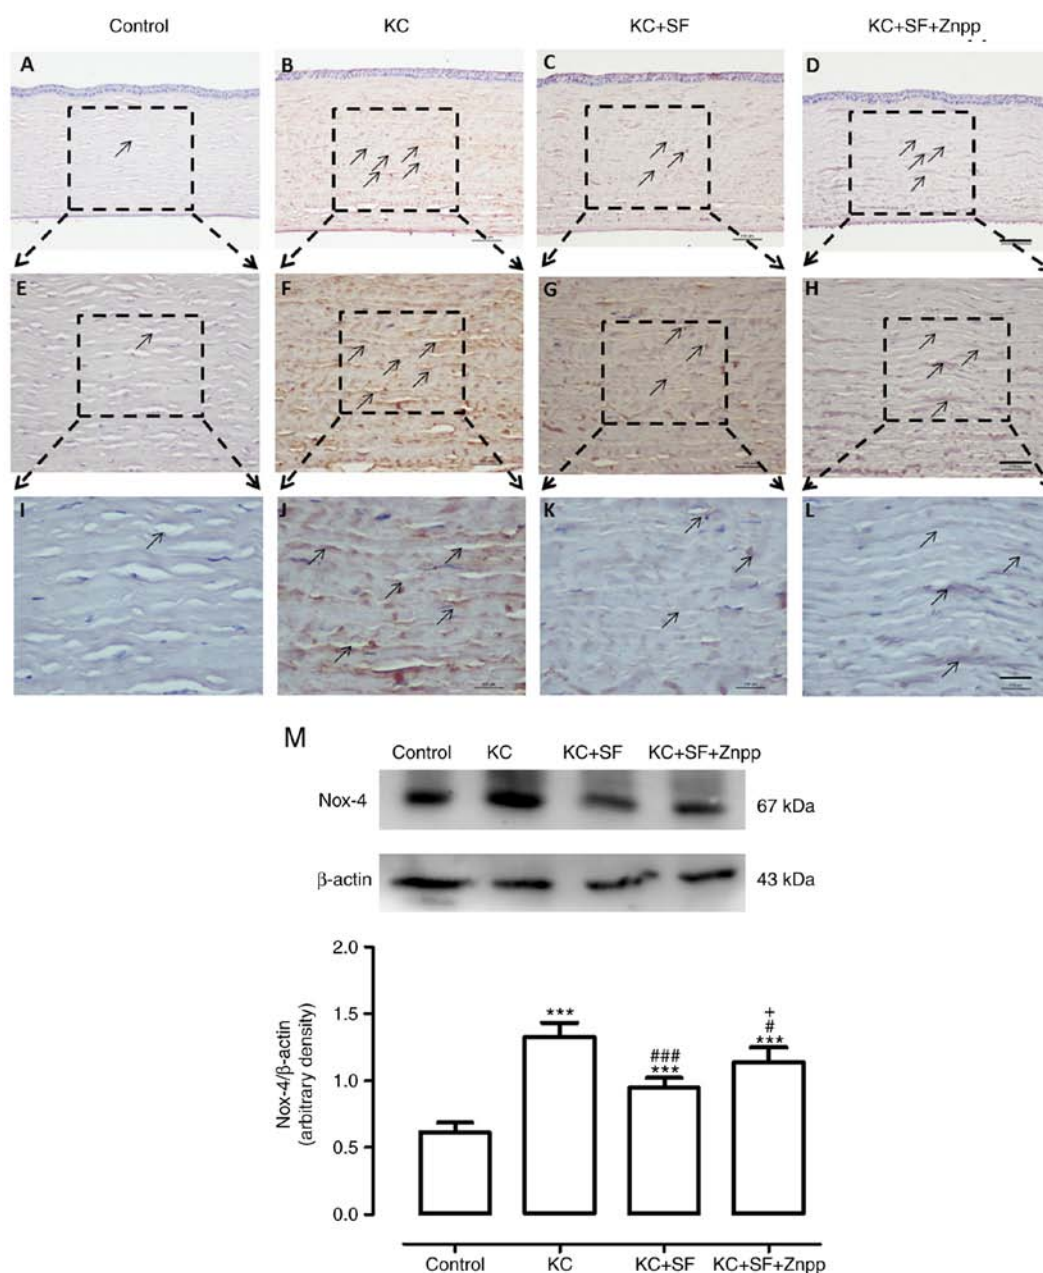 Control KC KC+SF KC+SF+Znpp
A B C D
E F G H
I J K L
M
Control KC KC+SF KC+SF+Znpp
Nox-4 67 kDa
β-actin 43 kDa
Nox-4/β-actin
(arbitrary density)
2.0
1.5
1.0
0.5
0.0
***
###
***
+
#
***
Control KC KC+SF KC+SF+Znpp